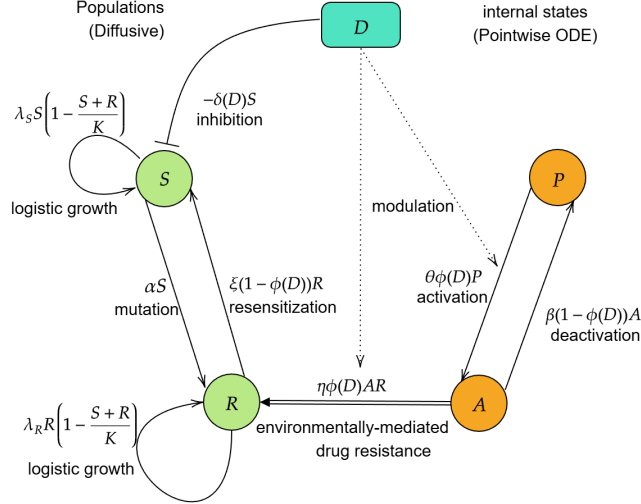 Populations
(Diffusive)
internal states
(Pointwise ODE)
D
−δ(D)S
inhibition
λ_S S(1 − (S + R)/K)
logistic growth
S
P
modulation
αS
mutation
ξ(1 − ϕ(D))R
resensitization
θϕ(D)P
activation
β(1 − ϕ(D))A
deactivation
ηϕ(D)AR
R
A
environmentally-mediated
drug resistance
λ_R R(1 − (S + R)/K)
logistic growth